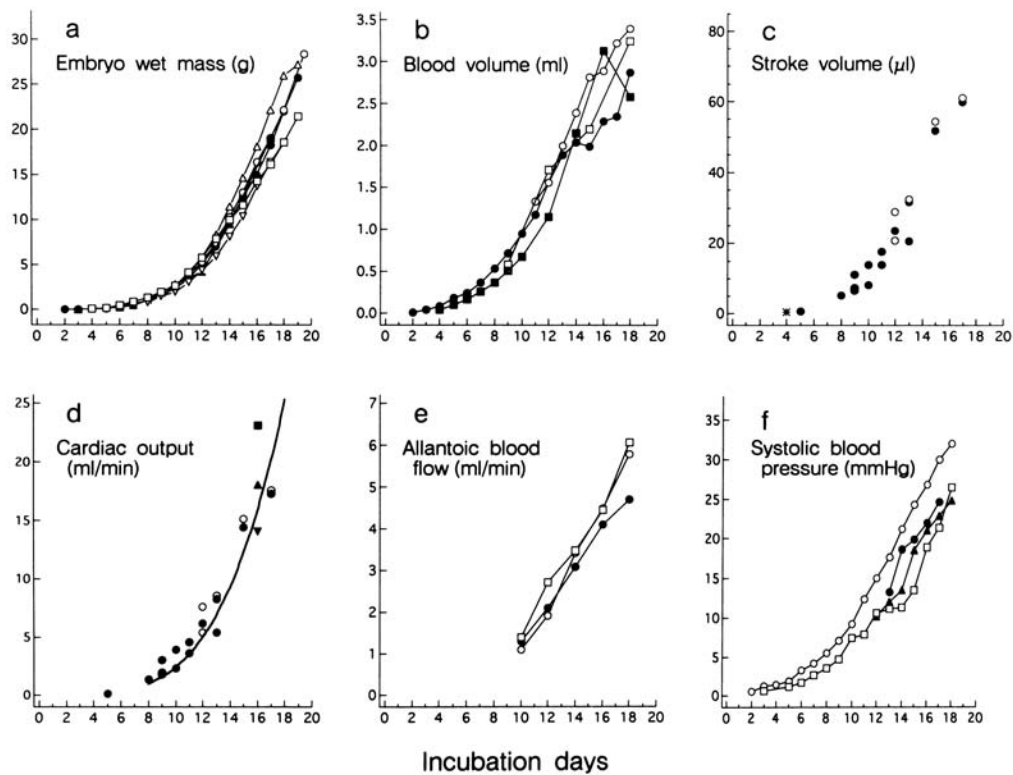 a
Embryo wet mass (g)
30
25
20
15
10
5
0
0 2 4 6 8 10 12 14 16 18 20
b
Blood volume (ml)
3.5
3.0
2.5
2.0
1.5
1.0
0.5
0.0
0 2 4 6 8 10 12 14 16 18 20
c
Stroke volume (μl)
80
60
40
20
0
0 2 4 6 8 10 12 14 16 18 20
d
Cardiac output
(ml/min)
25
20
15
10
5
0
0 2 4 6 8 10 12 14 16 18 20
e
Allantoic blood
flow (ml/min)
7
6
5
4
3
2
1
0
0 2 4 6 8 10 12 14 16 18 20
f
Systolic blood
pressure (mmHg)
35
30
25
20
15
10
5
0
0 2 4 6 8 10 12 14 16 18 20
Incubation days